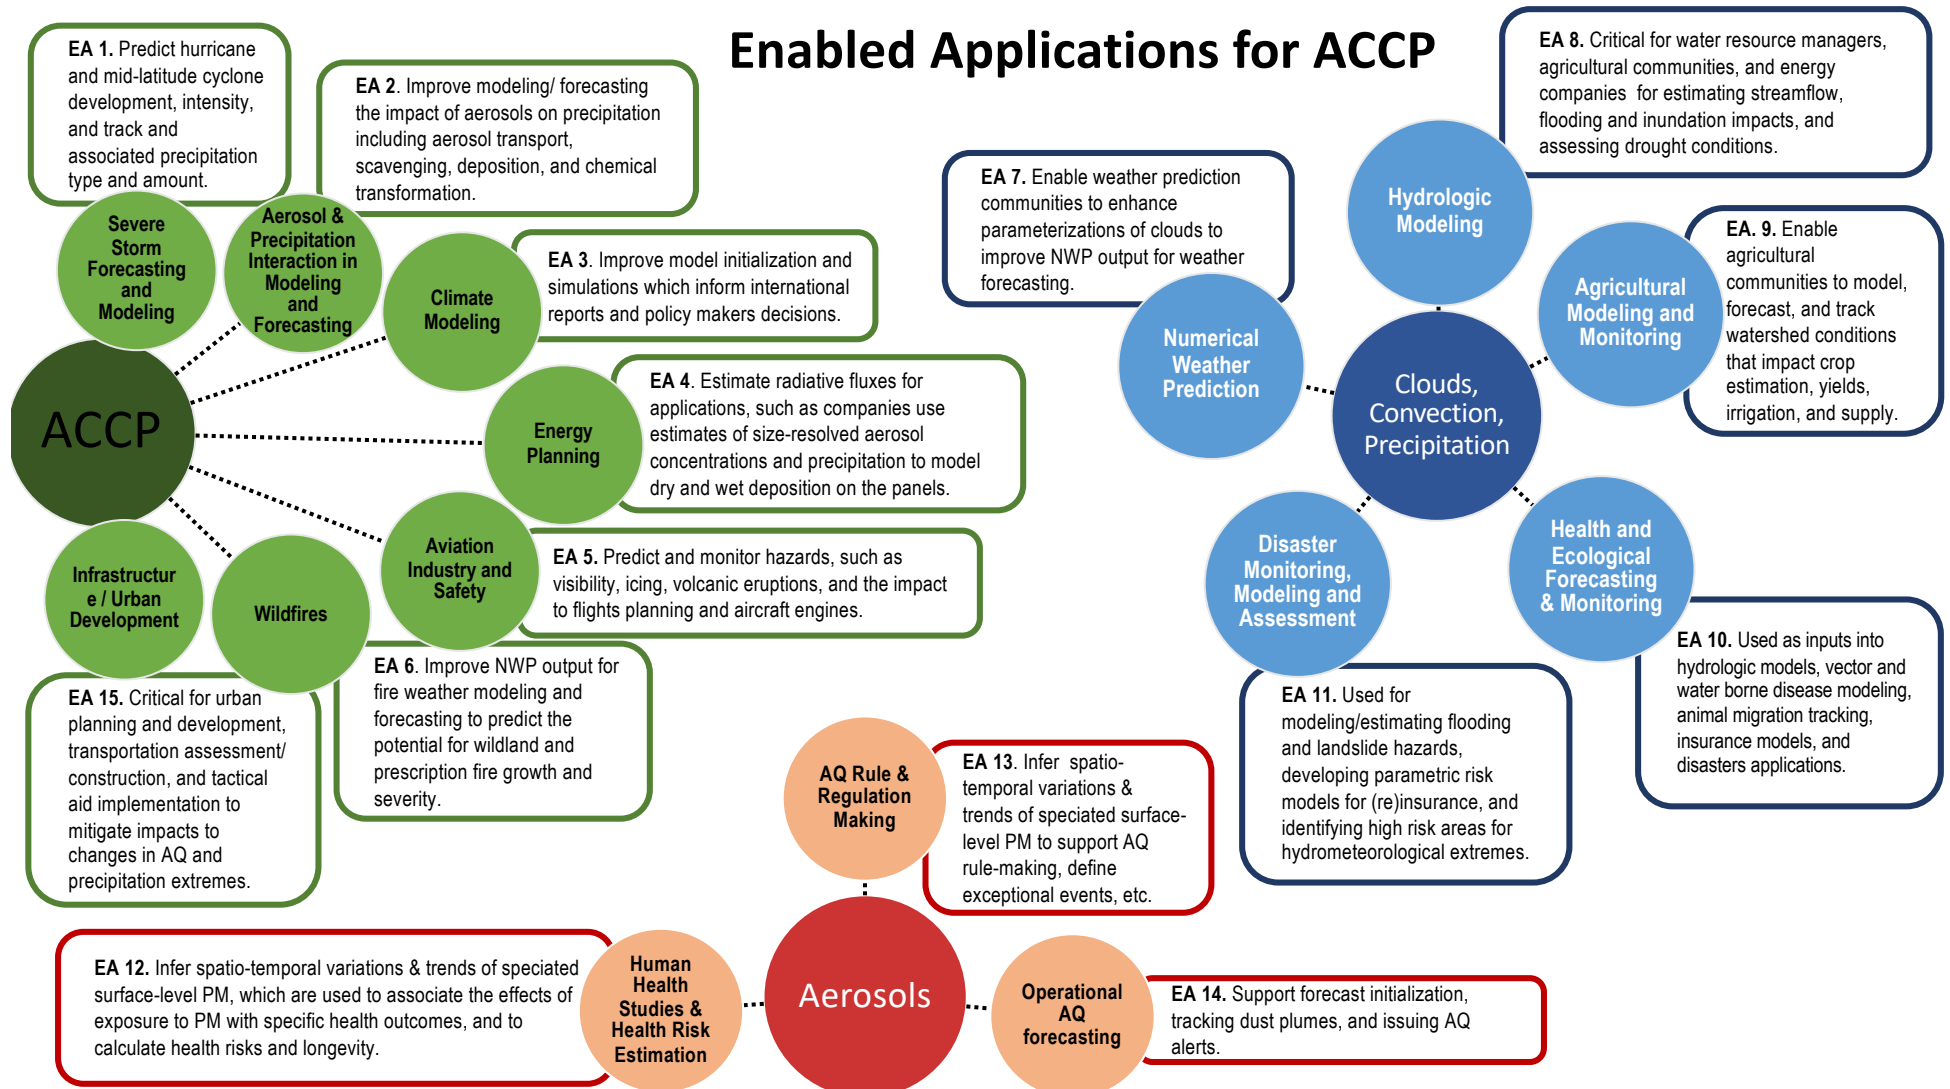 Enabled Applications for ACCP
EA 1. Predict hurricane
and mid-latitude cyclone
development, intensity,
and track and
associated precipitation
type and amount.
Severe
Storm
Forecasting
and
Modeling
EA 2. Improve modeling/ forecasting
the impact of aerosols on precipitation
including aerosol transport,
scavenging, deposition, and chemical
transformation.
Aerosol &
Precipitation
Interaction in
Modeling
and
Forecasting
EA 3. Improve model initialization and
simulations which inform international
reports and policy makers decisions.
Climate
Modeling
EA 4. Estimate radiative fluxes for
applications, such as companies use
estimates of size-resolved aerosol
concentrations and precipitation to model
dry and wet deposition on the panels.
Energy
Planning
ACCP
Aviation
Industry and
Safety
EA 5. Predict and monitor hazards, such as
visibility, icing, volcanic eruptions, and the impact
to flights planning and aircraft engines.
Wildfires
EA 6. Improve NWP output for
fire weather modeling and
forecasting to predict the
potential for wildland and
prescription fire growth and
severity.
Infrastructur
e / Urban
Development
EA 15. Critical for urban
planning and development,
transportation assessment/
construction, and tactical
aid implementation to
mitigate impacts to
changes in AQ and
precipitation extremes.
EA 7. Enable weather prediction
communities to enhance
parameterizations of clouds to
improve NWP output for weather
forecasting.
Numerical
Weather
Prediction
EA 8. Critical for water resource managers,
agricultural communities, and energy
companies for estimating streamflow,
flooding and inundation impacts, and
assessing drought conditions.
Hydrologic
Modeling
EA. 9. Enable
agricultural
communities to model,
forecast, and track
watershed conditions
that impact crop
estimation, yields,
irrigation, and supply.
Agricultural
Modeling and
Monitoring
Clouds,
Convection,
Precipitation
Health and
Ecological
Forecasting
& Monitoring
EA 10. Used as inputs into
hydrologic models, vector and
water borne disease modeling,
animal migration tracking,
insurance models, and
disasters applications.
Disaster
Monitoring,
Modeling and
Assessment
EA 11. Used for
modeling/estimating flooding
and landslide hazards,
developing parametric risk
models for (re)insurance, and
identifying high risk areas for
hydrometeorological extremes.
AQ Rule &
Regulation
Making
EA 13. Infer spatio-
temporal variations &
trends of speciated surface-
level PM to support AQ
rule-making, define
exceptional events, etc.
EA 12. Infer spatio-temporal variations & trends of speciated
surface-level PM, which are used to associate the effects of
exposure to PM with specific health outcomes, and to
calculate health risks and longevity.
Human
Health
Studies &
Health Risk
Estimation
Aerosols
Operational
AQ
forecasting
EA 14. Support forecast initialization,
tracking dust plumes, and issuing AQ
alerts.